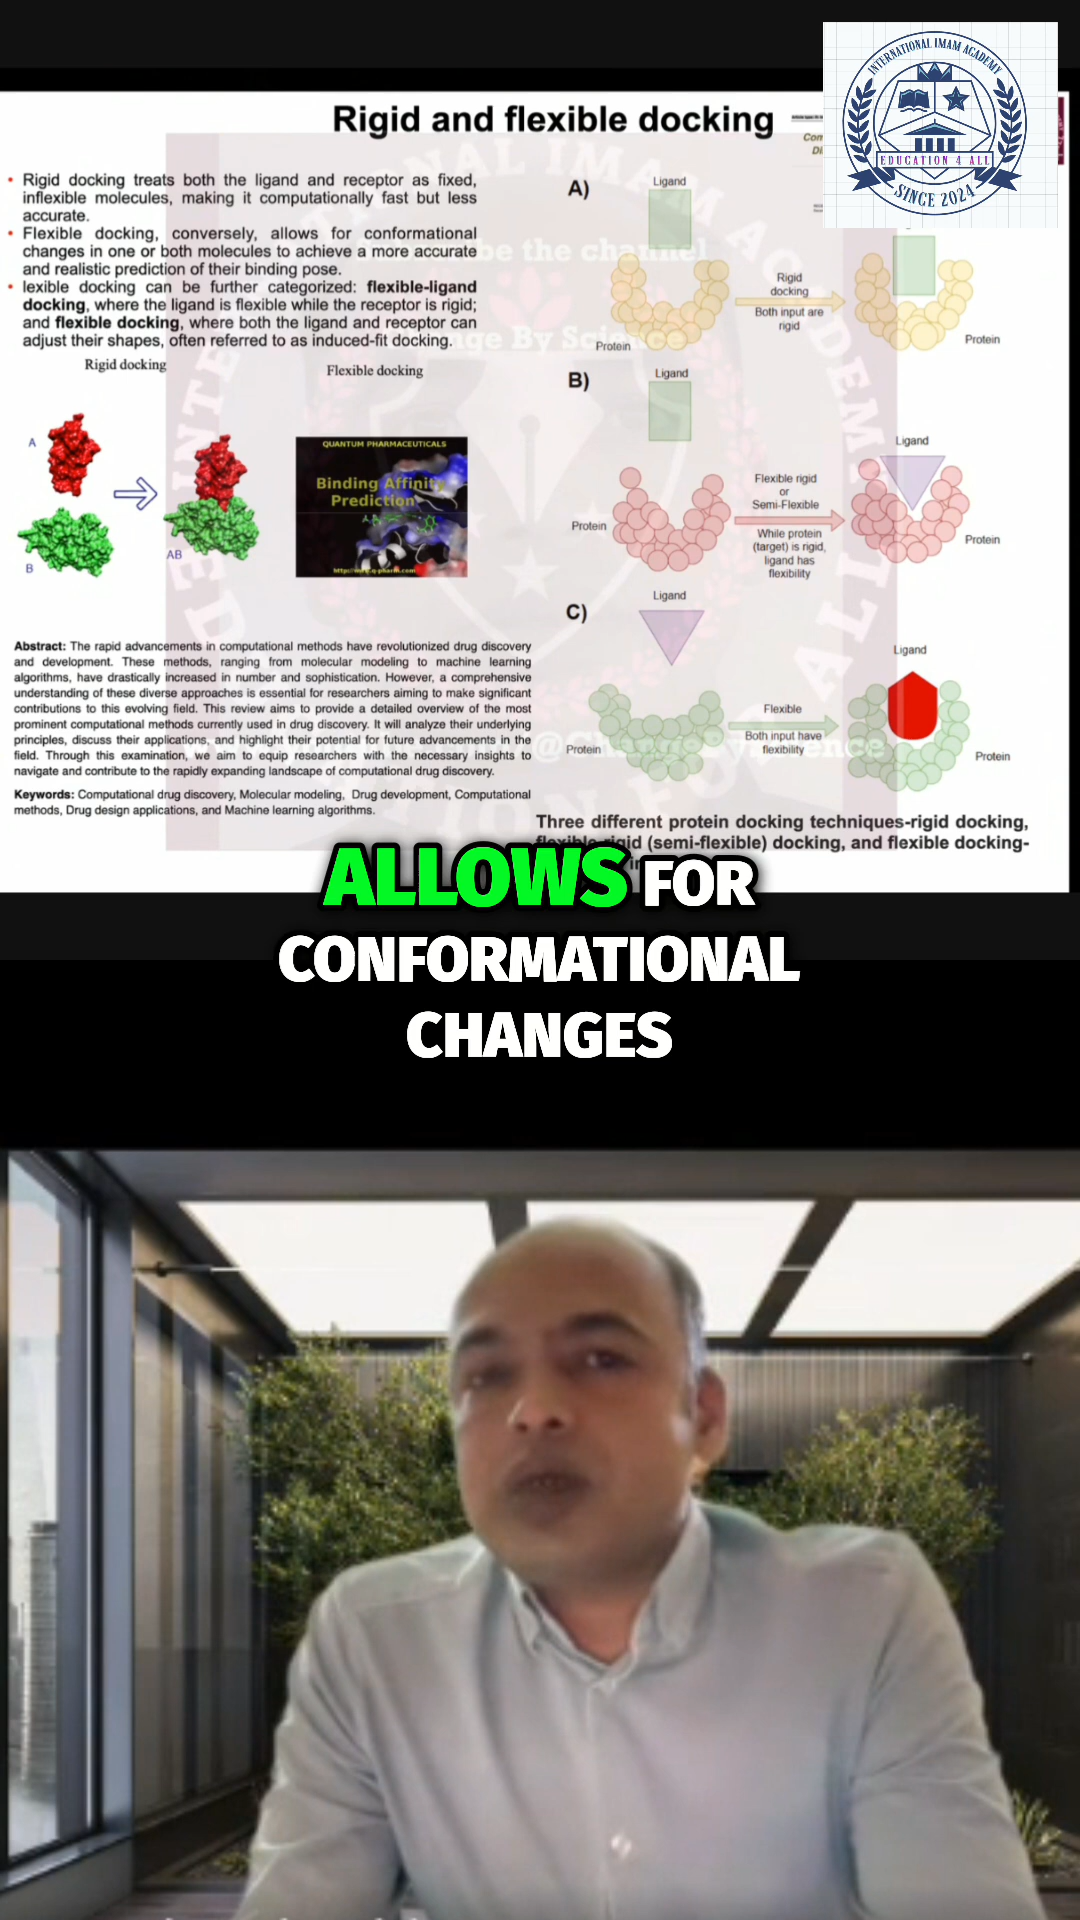 INTERNATIONAL IMAM ACADEMY
EDUCATION 4 ALL
SINCE 2024
Rigid and flexible docking
• Rigid docking treats both the ligand and receptor as fixed,
inflexible molecules, making it computationally fast but less
accurate.
• Flexible docking, conversely, allows for conformational
changes in one or both molecules to achieve a more accurate
and realistic prediction of their binding pose.
• lexible docking can be further categorized: flexible-ligand
docking, where the ligand is flexible while the receptor is rigid;
and flexible docking, where both the ligand and receptor can
adjust their shapes, often referred to as induced-fit docking.
Rigid docking
Flexible docking
A
B
AB
QUANTUM PHARMACEUTICALS
Binding Affinity
Prediction
Abstract: The rapid advancements in computational methods have revolutionized drug discovery
and development. These methods, ranging from molecular modeling to machine learning
algorithms, have drastically increased in number and sophistication. However, a comprehensive
understanding of these diverse approaches is essential for researchers aiming to make significant
contributions to this evolving field. This review aims to provide a detailed overview of the most
prominent computational methods currently used in drug discovery. It will analyze their underlying
principles, discuss their applications, and highlight their potential for future advancements in the
field. Through this examination, we aim to equip researchers with the necessary insights to
navigate and contribute to the rapidly expanding landscape of computational drug discovery.
Keywords: Computational drug discovery, Molecular modeling, Drug development, Computational
methods, Drug design applications, and Machine learning algorithms.
A)
Ligand
Rigid
docking
Both input are
rigid
Protein
Protein
B)
Ligand
Ligand
Flexible rigid
or
Semi-Flexible
While protein
(target) is rigid,
ligand has
flexibility
Protein
Protein
C)
Ligand
Ligand
Flexible
Both input have
flexibility
Protein
Protein
Three different protein docking techniques-rigid docking,
flexible-rigid (semi-flexible) docking, and flexible docking-
ALLOWS FOR
CONFORMATIONAL
CHANGES